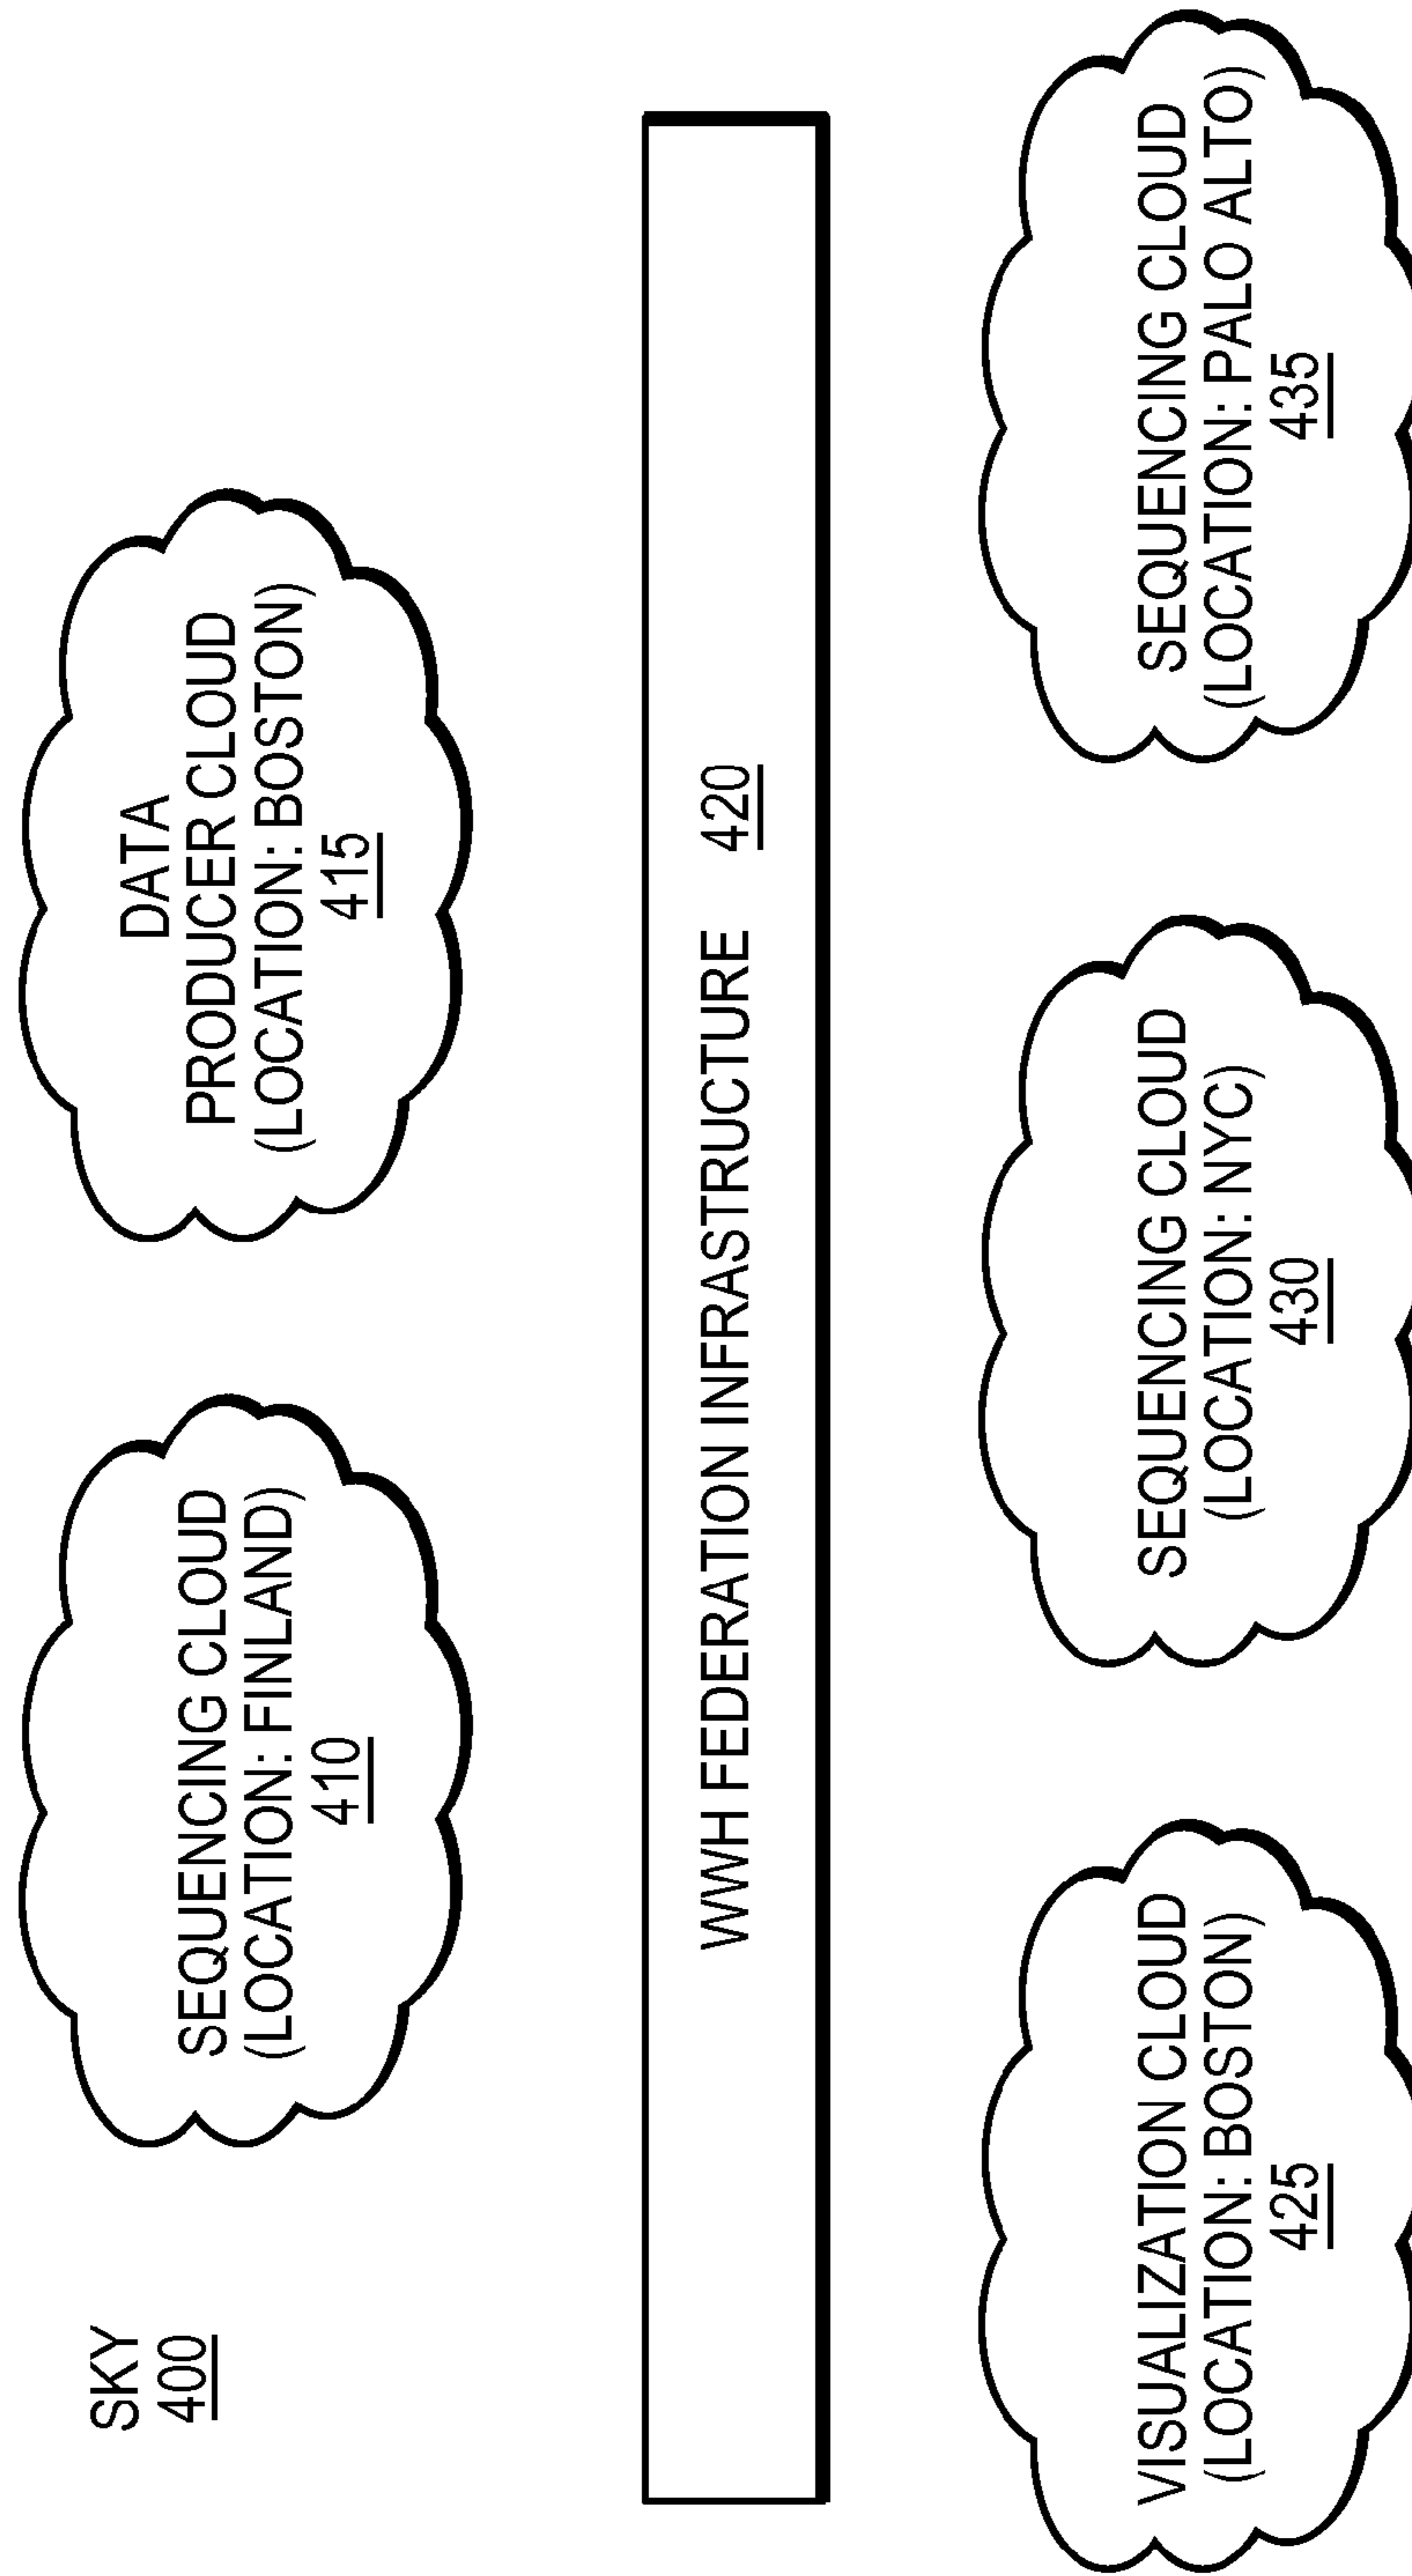 SKY
400
SEQUENCING CLOUD
(LOCATION: FINLAND)
410
DATA
PRODUCER CLOUD
(LOCATION: BOSTON)
415
WWH FEDERATION INFRASTRUCTURE 420
VISUALIZATION CLOUD
(LOCATION: BOSTON)
425
SEQUENCING CLOUD
(LOCATION: NYC)
430
SEQUENCING CLOUD
(LOCATION: PALO ALTO)
435